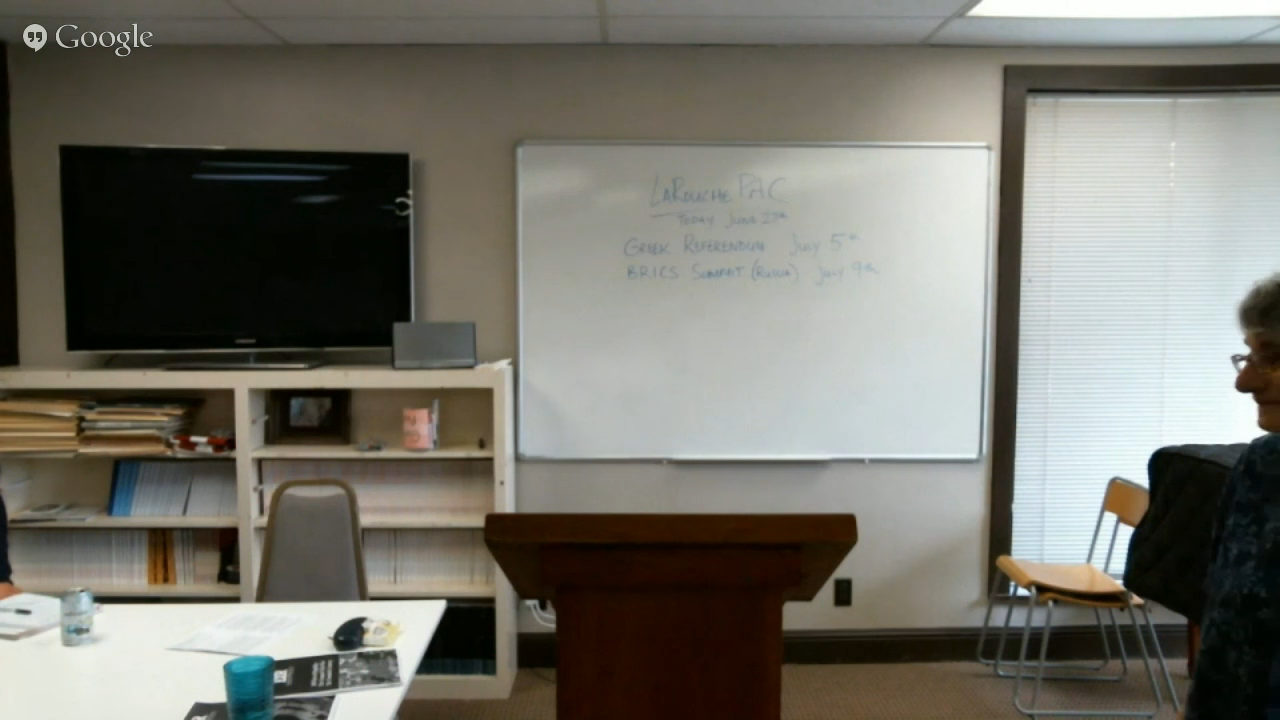 Google
LAROUCHE PAC
TODAY JUNE 27th
GREEK REFERENDUM July 5th
BRICS SUMMIT (RUSSIA) July 9th